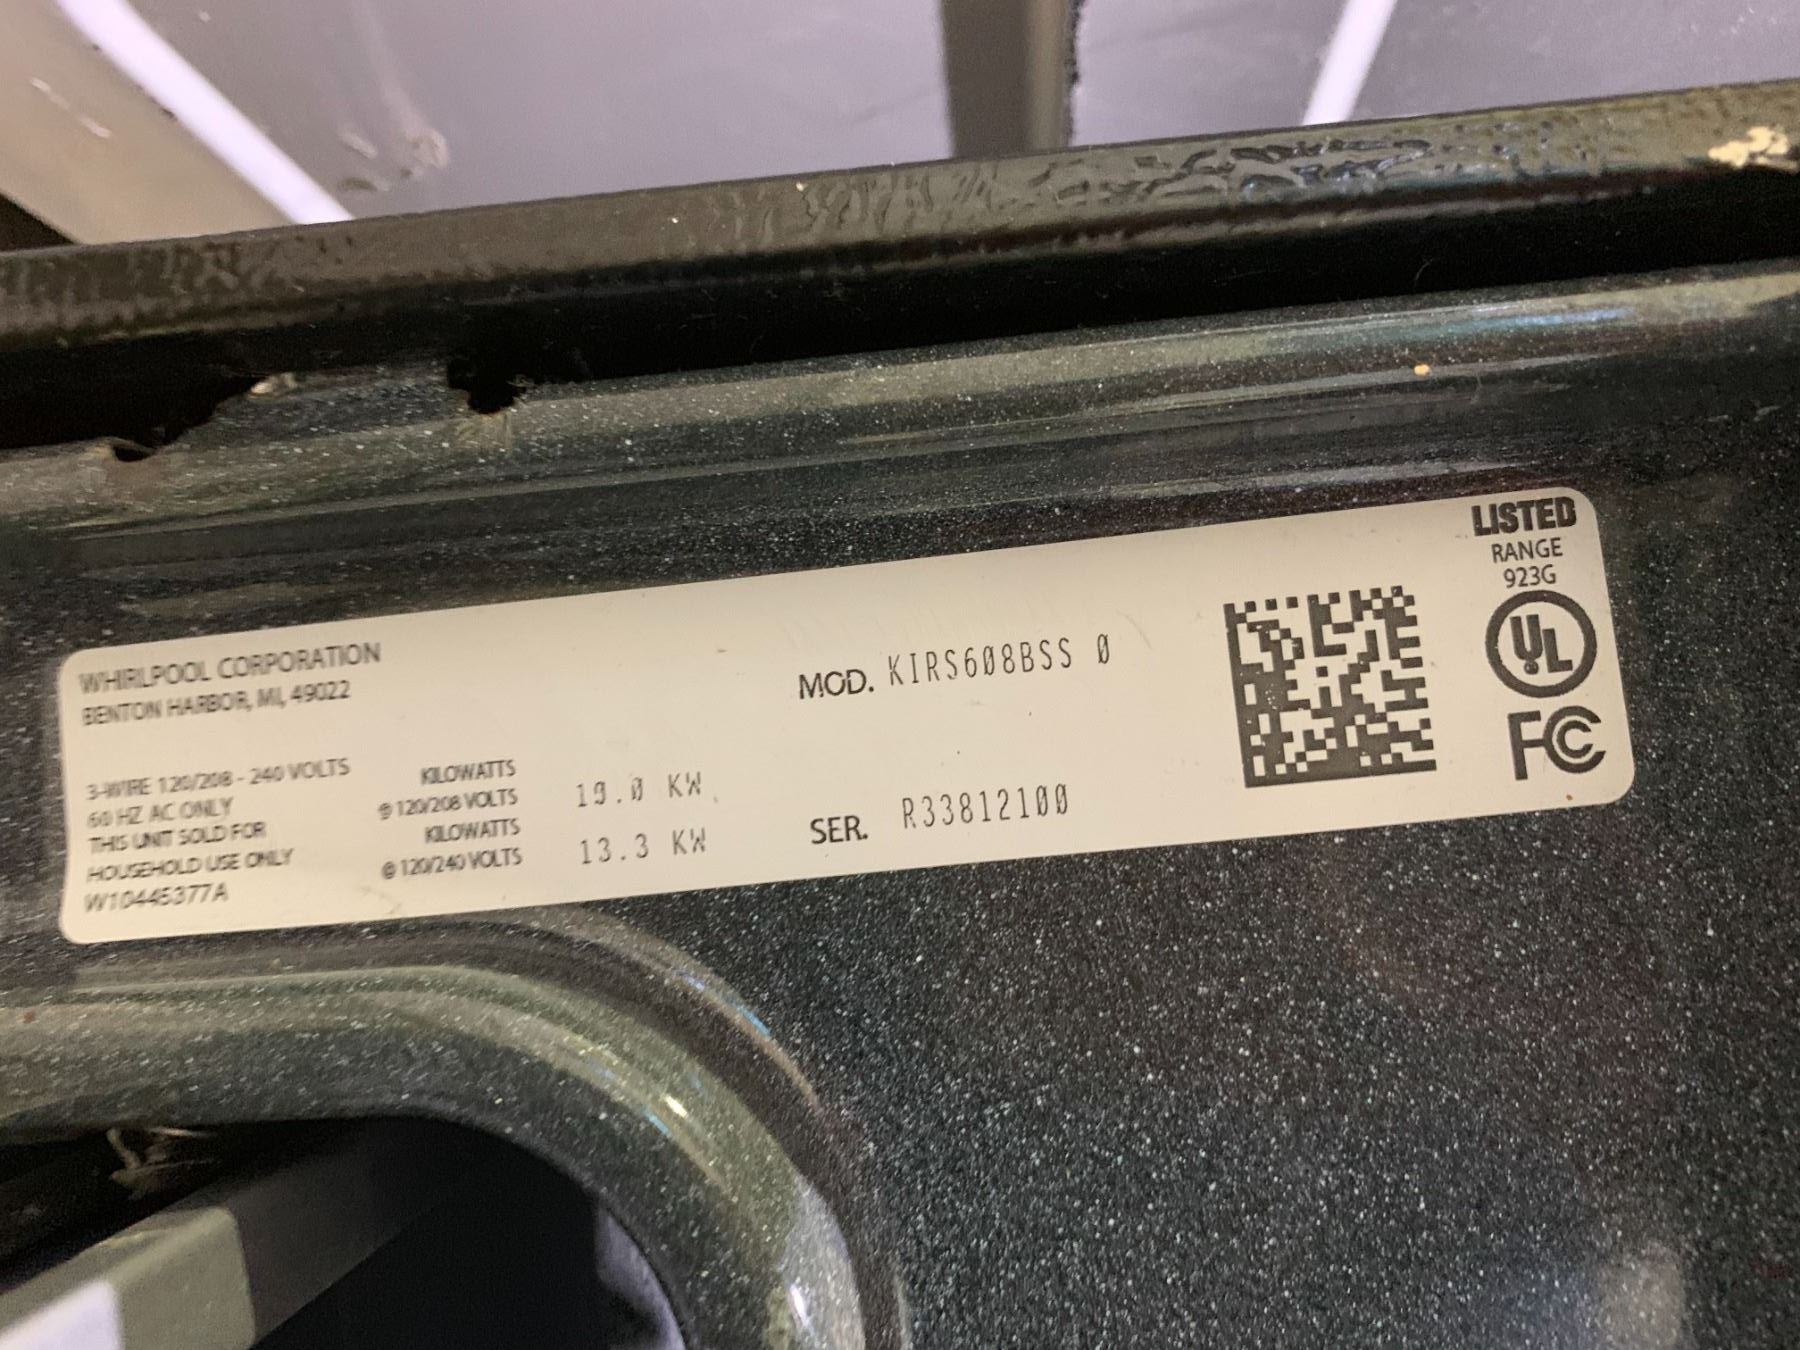 WHIRLPOOL CORPORATION
BENTON HARBOR, MI, 49022
3-WIRE 120/208 - 240 VOLTS
60 HZ AC ONLY
THIS UNIT SOLD FOR
HOUSEHOLD USE ONLY
W10445377A
KILOWATTS
@ 120/208 VOLTS 10.0 KW
KILOWATTS
@ 120/240 VOLTS 13.3 KW
MOD. KIRS608BSS 0
SER. R33812100
LISTED
RANGE
923G
UL
FC